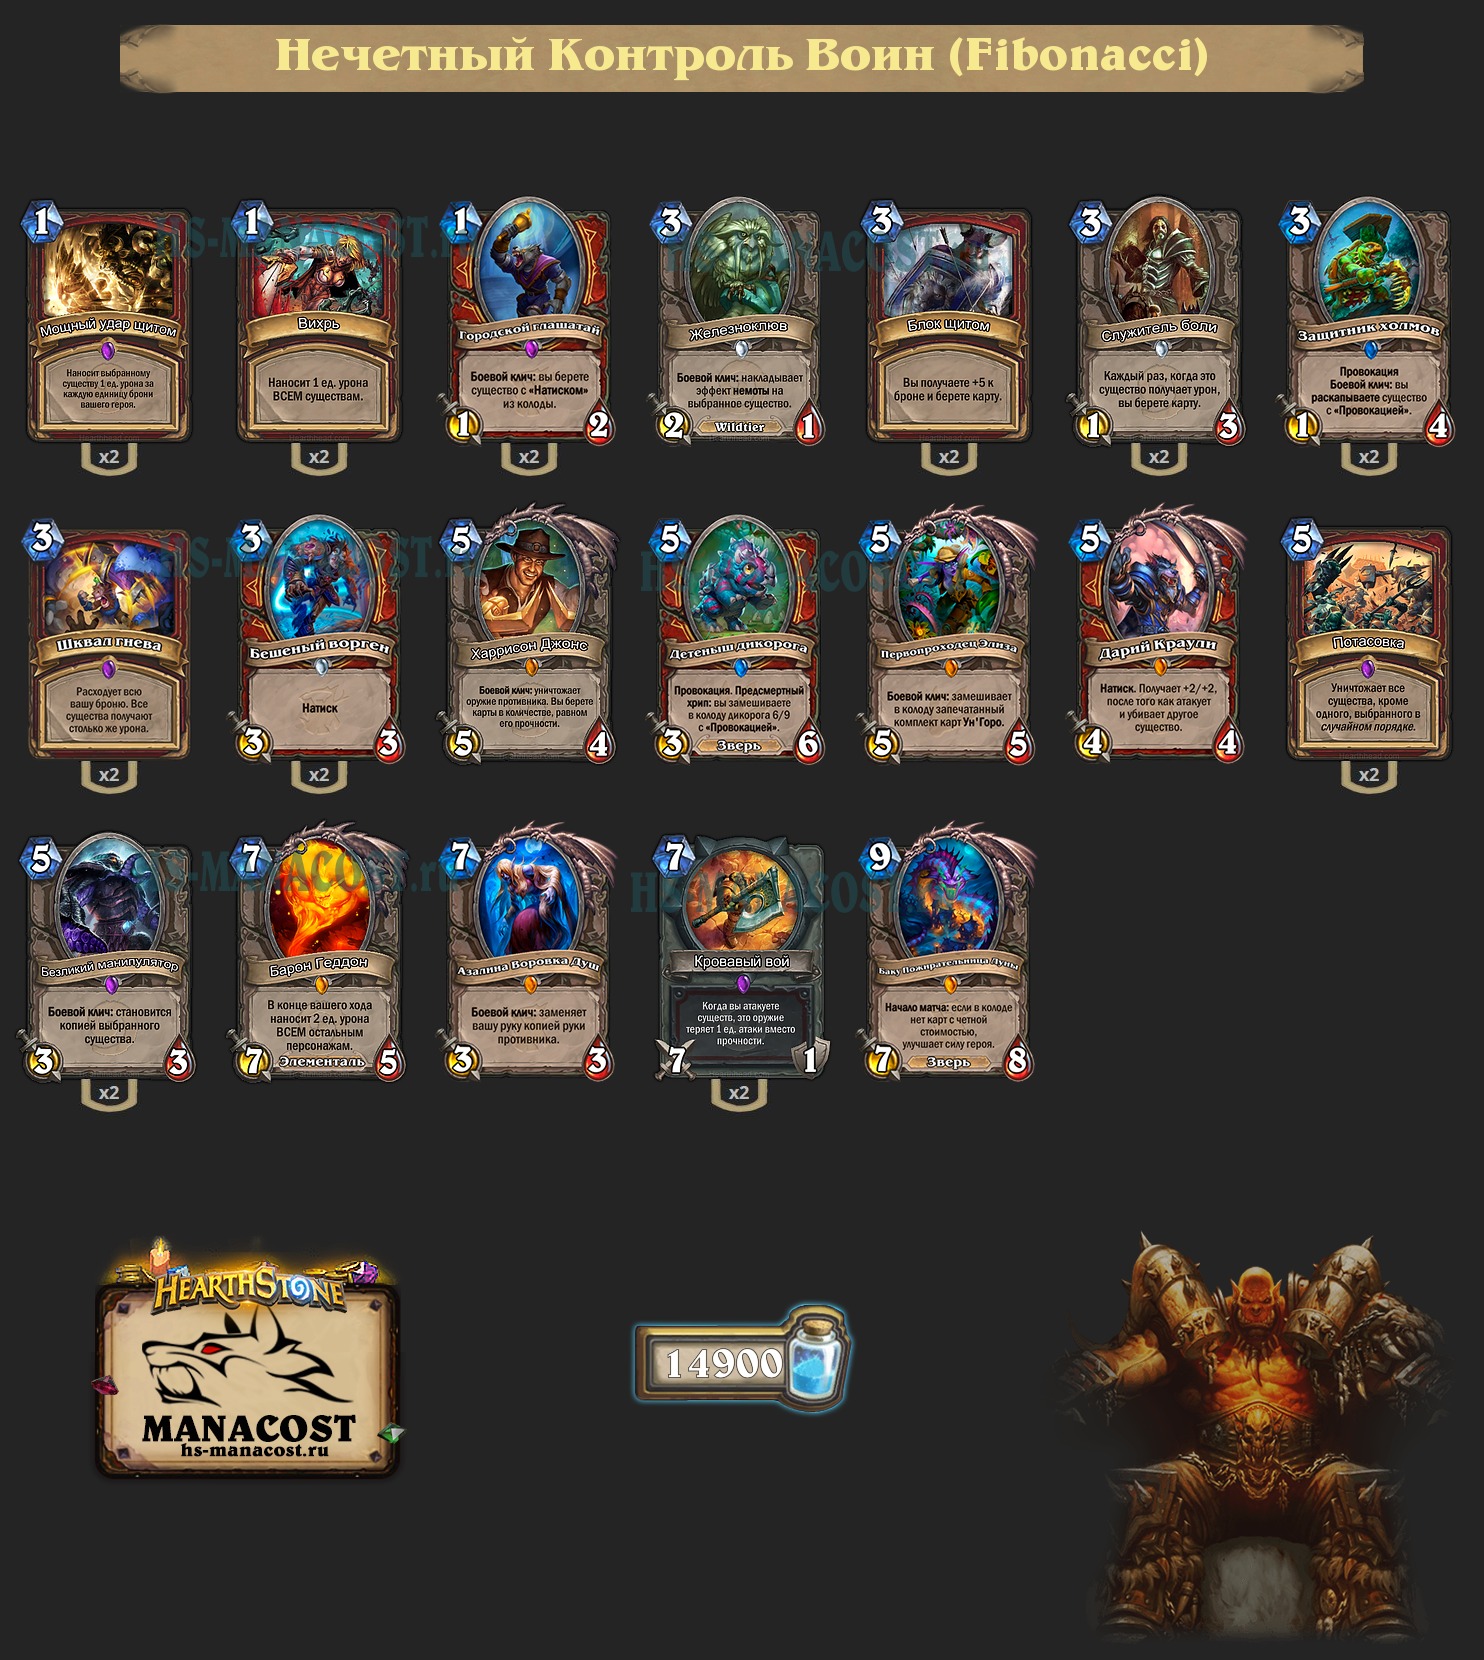 Нечетный Контроль Воин (Fibonacci)
1
Мощный удар щитом
Наносит выбранному
существу 1 ед. урона за
каждую единицу брони
вашего героя.
x2
1
Вихрь
Наносит 1 ед. урона
ВСЕМ существам.
x2
1
Городской глашатай
Боевой клич: вы берете
существо с «Натиском»
из колоды.
1
2
x2
3
Железноклюв
Боевой клич: накладывает
эффект немоты на
выбранное существо.
2
Wildtier
1
3
Блок щитом
Вы получаете +5 к
броне и берете карту.
x2
3
Служитель боли
Каждый раз, когда это
существо получает урон,
вы берете карту.
1
3
x2
3
Защитник холмов
Провокация
Боевой клич: вы
раскапываете существо
с «Провокацией».
1
4
x2
3
Шквал гнева
Расходует всю
вашу броню. Все
существа получают
столько же урона.
x2
3
Бешеный ворген
Натиск
3
3
x2
5
Харрисон Джонс
Боевой клич: уничтожает
оружие противника. Вы берете
карты в количестве, равном
его прочности.
5
4
5
Детеныш дикорога
Провокация. Предсмертный
хрип: вы замешиваете
в колоду дикорога 6/9
с «Провокацией».
3
Зверь
6
5
Первопроходец Элиза
Боевой клич: замешивает
в колоду запечатанный
комплект карт Ун'Горо.
5
5
5
Дарий Краули
Натиск. Получает +2/+2,
после того как атакует
и убивает другое
существо.
4
4
5
Потасовка
Уничтожает все
существа, кроме
одного, выбранного в
случайном порядке.
x2
5
Безликий манипулятор
Боевой клич: становится
копией выбранного
существа.
3
3
x2
7
Барон Геддон
В конце вашего хода
наносит 2 ед. урона
ВСЕМ остальным
персонажам.
7
Элементаль
5
7
Азалина Воровка Душ
Боевой клич: заменяет
вашу руку копией руки
противника.
3
3
7
Кровавый вой
Когда вы атакуете
существ, это оружие
теряет 1 ед. атаки вместо
прочности.
7
1
x2
9
Баку Пожирательница Луны
Начало матча: если в колоде
нет карт с четной
стоимостью,
улучшает силу героя.
7
Зверь
8
HEARTHSTONE
MANACOST
hs-manacost.ru
14900